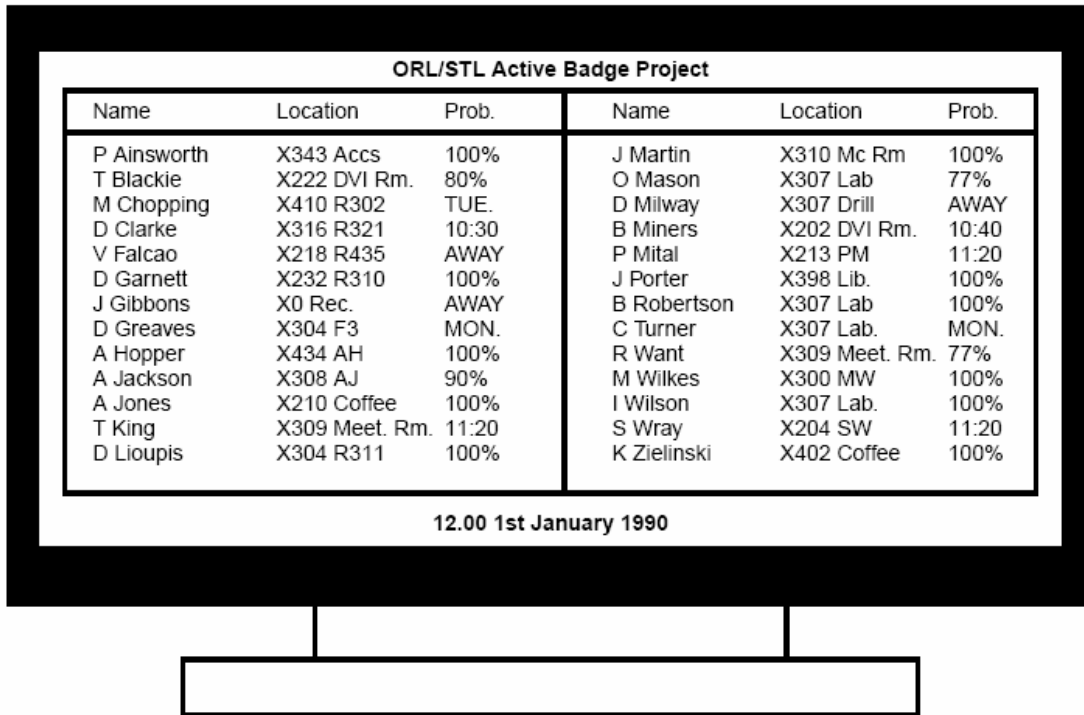 ORL/STL Active Badge Project
Name Location Prob. Name Location Prob.
P Ainsworth X343 Accs 100% J Martin X310 Mc Rm 100%
T Blackie X222 DVI Rm. 80% O Mason X307 Lab 77%
M Chopping X410 R302 TUE. D Milway X307 Drill AWAY
D Clarke X316 R321 10:30 B Miners X202 DVI Rm. 10:40
V Falcao X218 R435 AWAY P Mital X213 PM 11:20
D Garnett X232 R310 100% J Porter X398 Lib. 100%
J Gibbons X0 Rec. AWAY B Robertson X307 Lab 100%
D Greaves X304 F3 MON. C Turner X307 Lab. MON.
A Hopper X434 AH 100% R Want X309 Meet. Rm. 77%
A Jackson X308 AJ 90% M Wilkes X300 MW 100%
A Jones X210 Coffee 100% I Wilson X307 Lab. 100%
T King X309 Meet. Rm. 11:20 S Wray X204 SW 11:20
D Lioupis X304 R311 100% K Zielinski X402 Coffee 100%
12.00 1st January 1990